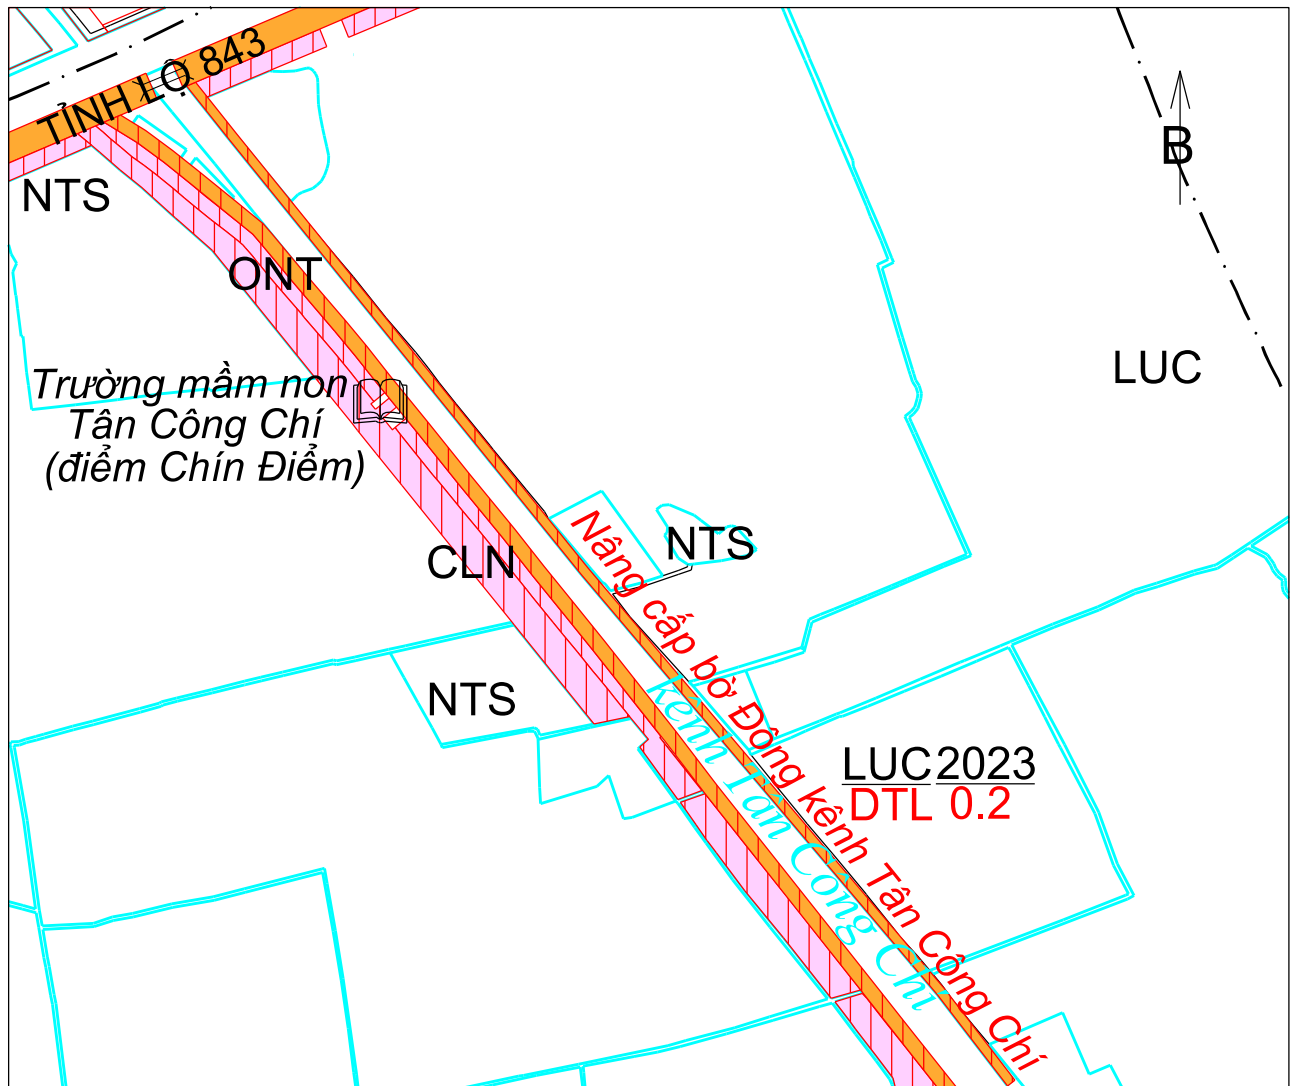 TỈNH LỘ 843
B
NTS
ONT
LUC
Trường mầm non
Tân Công Chí
(điểm Chín Điểm)
CLN
NTS
Nâng cấp bờ Đông kênh Tân Công Chí
NTS
kênh Tân Công Chí
LUC 2023
DTL 0.2